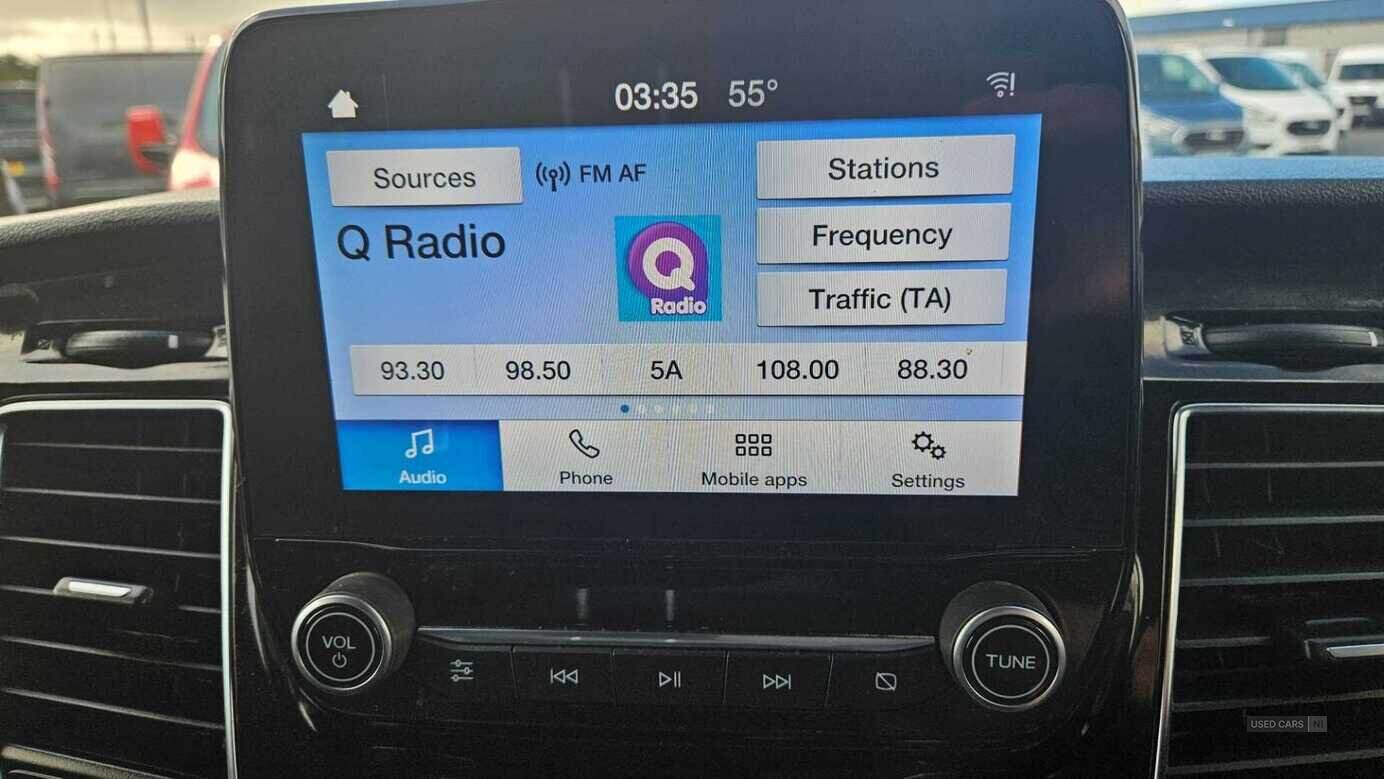 03:35 55°
Sources
FM AF
Stations
Q Radio
Q
Radio
Frequency
Traffic (TA)
93.30 98.50 5A 108.00 88.30
Audio Phone Mobile apps Settings
VOL
TUNE
USED CARS NI